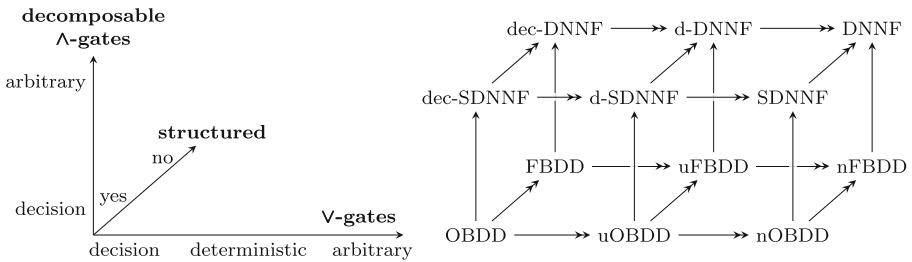 decomposable
∧-gates
arbitrary
structured
no
yes
decision
∨-gates
decision deterministic arbitrary
dec-DNNF d-DNNF DNNF
dec-SDNNF d-SDNNF SDNNF
FBDD uFBDD nFBDD
OBDD uOBDD nOBDD